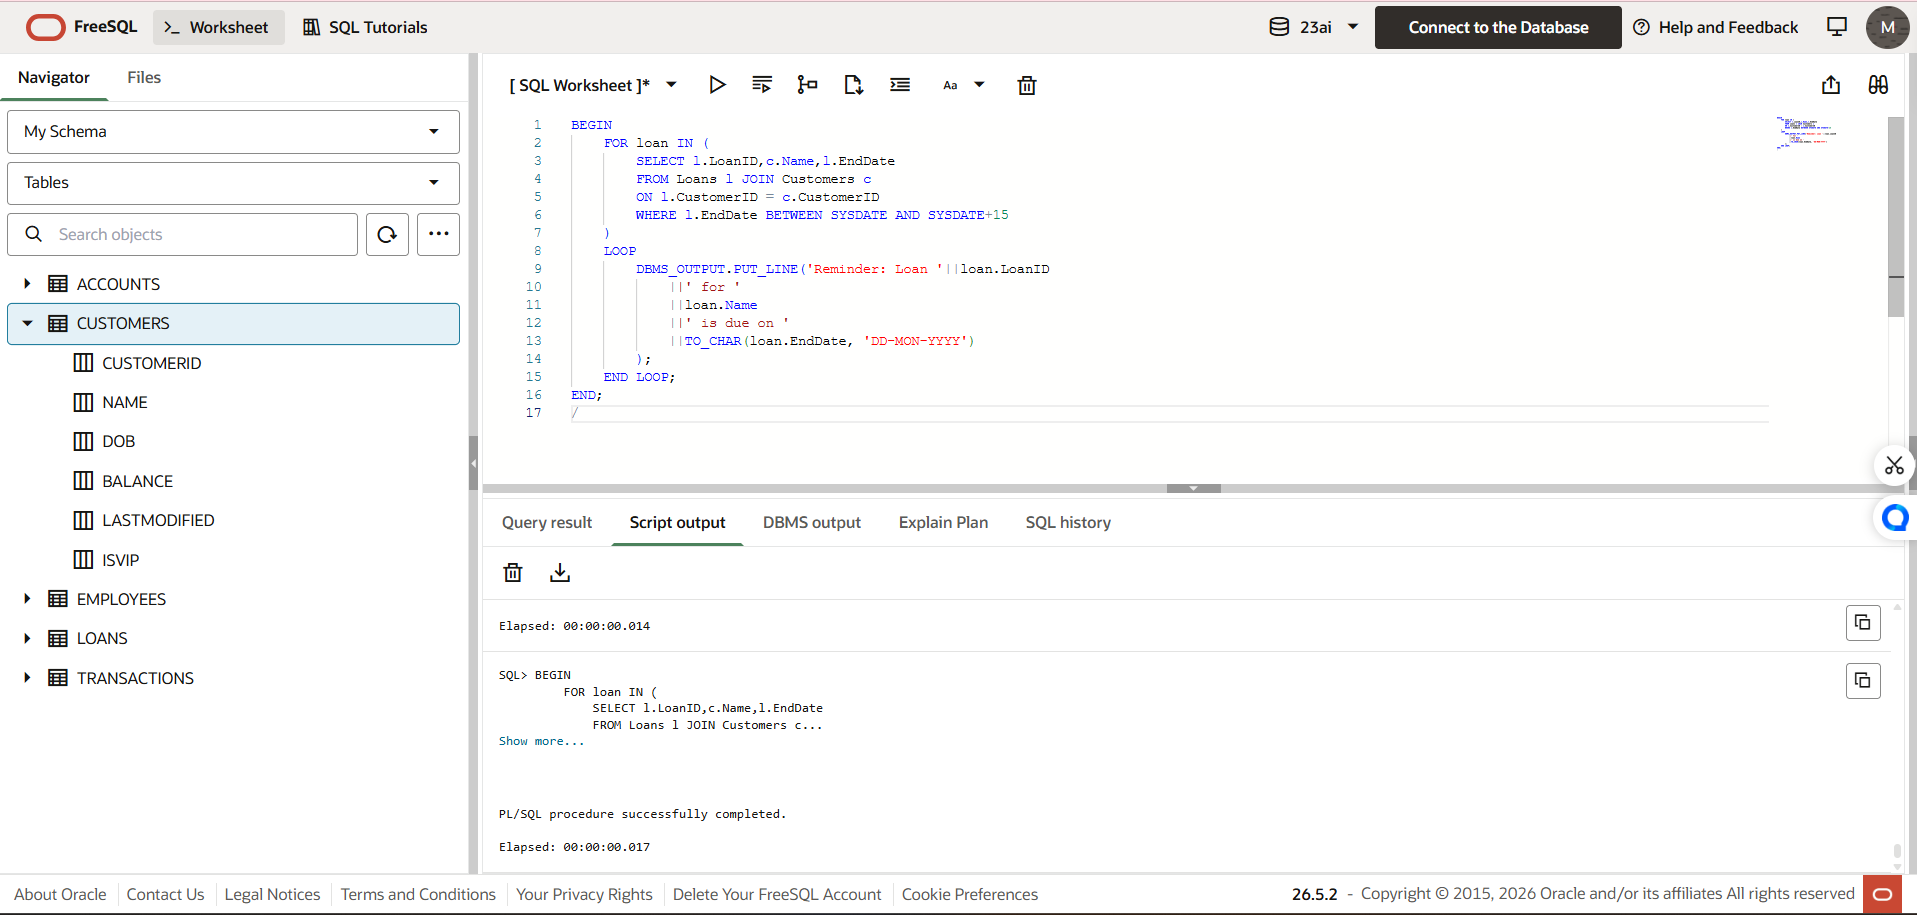 FreeSQL
Worksheet
SQL Tutorials
23ai
Connect to the Database
Help and Feedback
M
Navigator
Files
My Schema
Tables
Search objects
ACCOUNTS
CUSTOMERS
CUSTOMERID
NAME
DOB
BALANCE
LASTMODIFIED
ISVIP
EMPLOYEES
LOANS
TRANSACTIONS
[ SQL Worksheet ]*
Aa
1 BEGIN
2 FOR loan IN (
3 SELECT l.LoanID,c.Name,l.EndDate
4 FROM Loans l JOIN Customers c
5 ON l.CustomerID = c.CustomerID
6 WHERE l.EndDate BETWEEN SYSDATE AND SYSDATE+15
7 )
8 LOOP
9 DBMS_OUTPUT.PUT_LINE('Reminder: Loan '||loan.LoanID
10 ||' for '
11 ||loan.Name
12 ||' is due on '
13 ||TO_CHAR(loan.EndDate, 'DD-MON-YYYY')
14 );
15 END LOOP;
16 END;
17 /
Query result
Script output
DBMS output
Explain Plan
SQL history
Elapsed: 00:00:00.014
SQL> BEGIN
FOR loan IN (
SELECT l.LoanID,c.Name,l.EndDate
FROM Loans l JOIN Customers c...
Show more...
PL/SQL procedure successfully completed.
Elapsed: 00:00:00.017
About Oracle
Contact Us
Legal Notices
Terms and Conditions
Your Privacy Rights
Delete Your FreeSQL Account
Cookie Preferences
26.5.2 - Copyright © 2015, 2026 Oracle and/or its affiliates All rights reserved